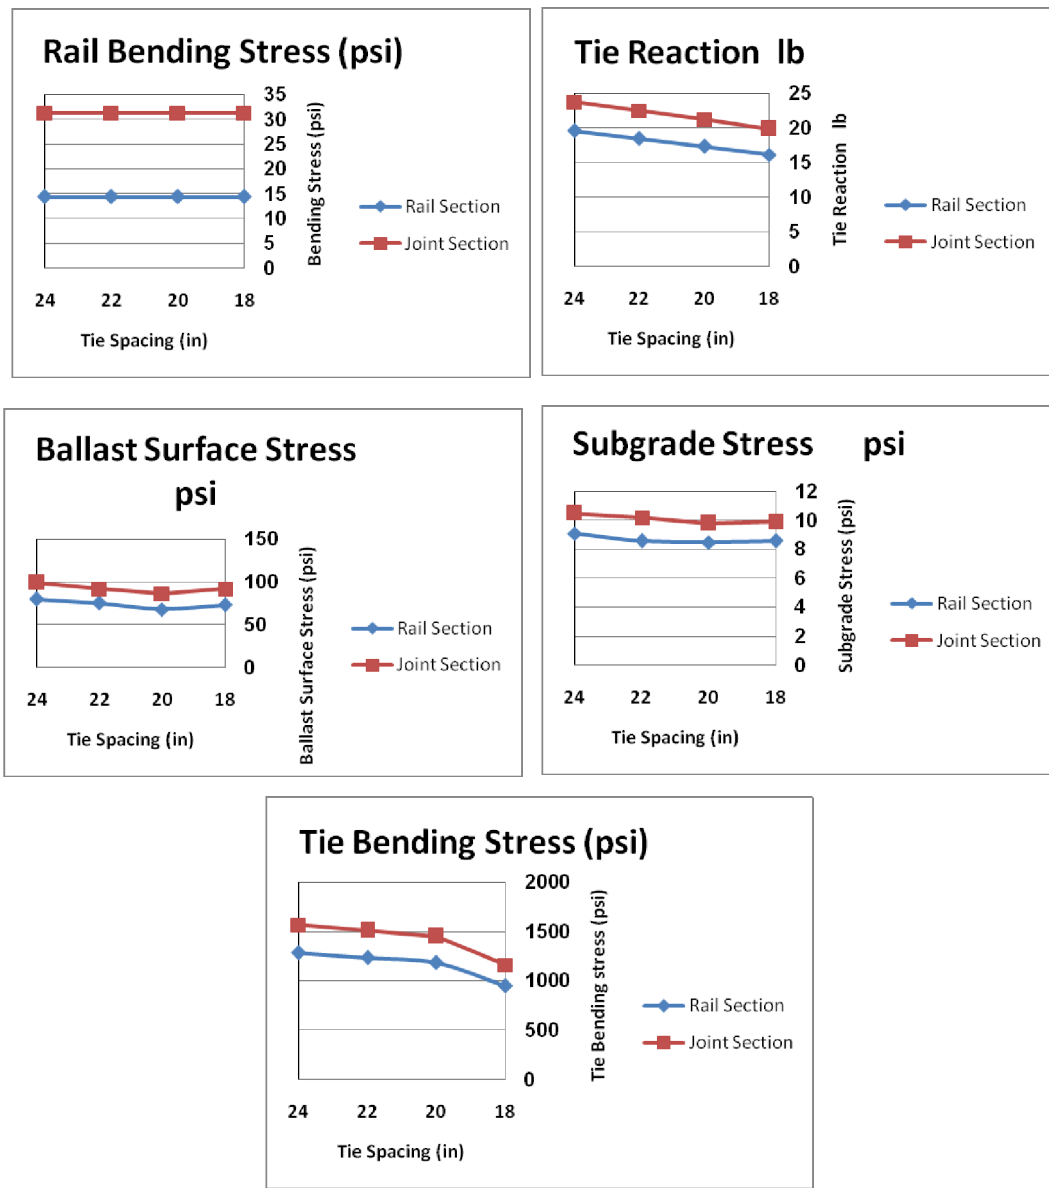 Rail Bending Stress (psi)
35
30
25
20
15
10
5
0
Bending Stress (psi)
Rail Section
Joint Section
24 22 20 18
Tie Spacing (in)
Tie Reaction lb
25
20
15
10
5
0
Tie Reaction lb
Rail Section
Joint Section
24 22 20 18
Tie Spacing (in)
Ballast Surface Stress
psi
150
100
50
0
Ballast Surface Stress (psi)
Rail Section
Joint Section
24 22 20 18
Tie Spacing (in)
Subgrade Stress psi
12
10
8
6
4
2
0
Subgrade Stress (psi)
Rail Section
Joint Section
24 22 20 18
Tie Spacing (in)
Tie Bending Stress (psi)
2000
1500
1000
500
0
Tie Bending stress (psi)
Rail Section
Joint Section
24 22 20 18
Tie Spacing (in)